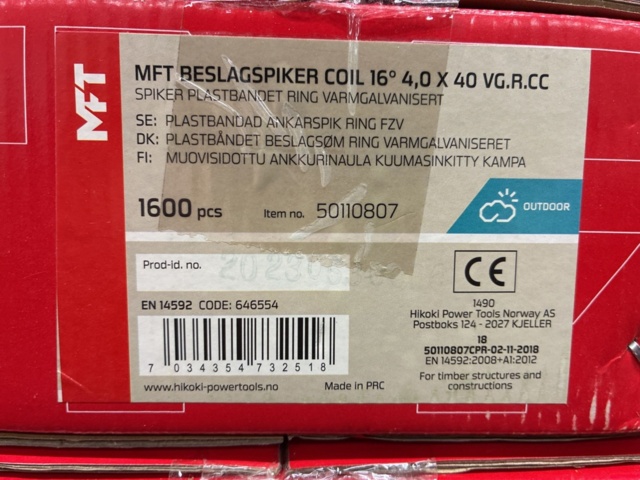 MFT
MFT BESLAGSPIKER COIL 16° 4,0 X 40 VG.R.CC
SPIKER PLASTBANDET RING VARMGALVANISERT
SE: PLASTBANDAD ANKARSPIK RING FZV
DK: PLASTBÅNDET BESLAGSØM RING VARMGALVANISERET
FI: MUOVISIDOTTU ANKKURINAULA KUUMASINKITTY KAMPA
1600 pcs Item no. 50110807
OUTDOOR
Prod-id. no.
CE
EN 14592 CODE: 646554
1490
Hikoki Power Tools Norway AS
Postboks 124 - 2027 KJELLER
18
50110807CPR-02-11-2018
EN 14592:2008+A1:2012
For timber structures and
constructions
7 034354 732518
www.hikoki-powertools.no Made in PRC